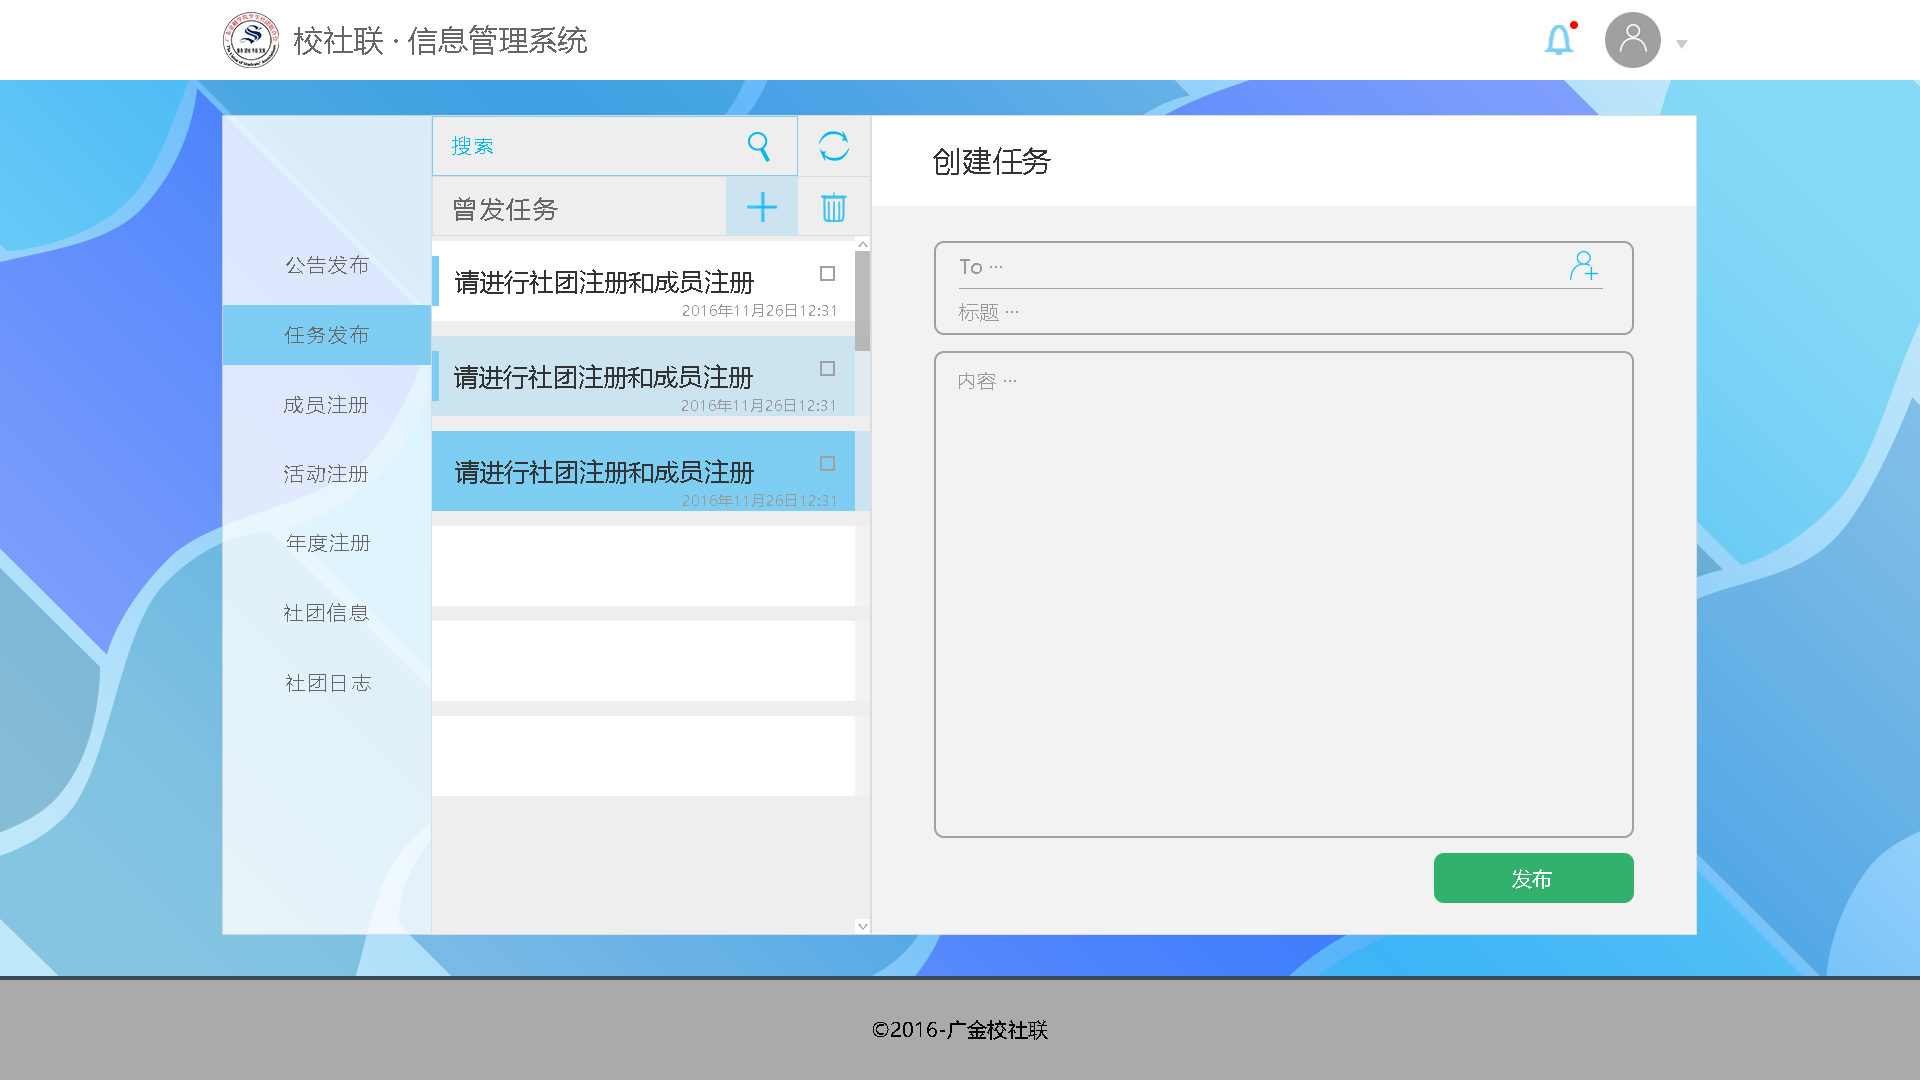 校社联 · 信息管理系统
公告发布
任务发布
成员注册
活动注册
年度注册
社团信息
社团日志
搜索
曾发任务
请进行社团注册和成员注册
2016年11月26日12:31
请进行社团注册和成员注册
2016年11月26日12:31
请进行社团注册和成员注册
2016年11月26日12:31
创建任务
To ···
标题 ···
内容 ···
发布
©2016-广金校社联